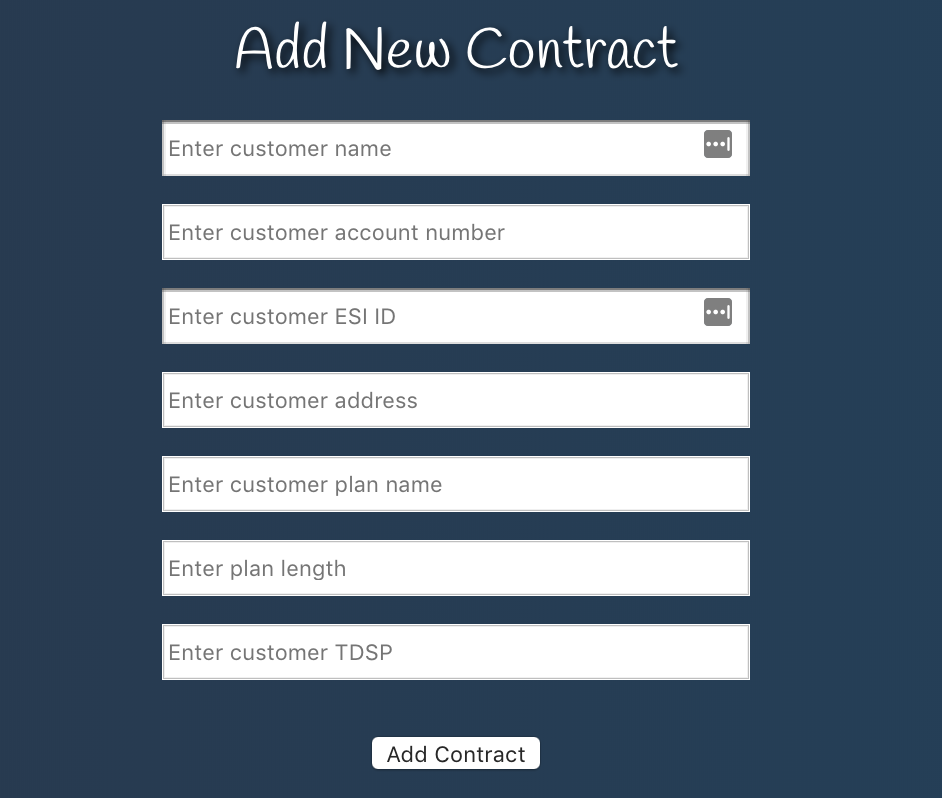 Add New Contract
Enter customer name
Enter customer account number
Enter customer ESI ID
Enter customer address
Enter customer plan name
Enter plan length
Enter customer TDSP
Add Contract